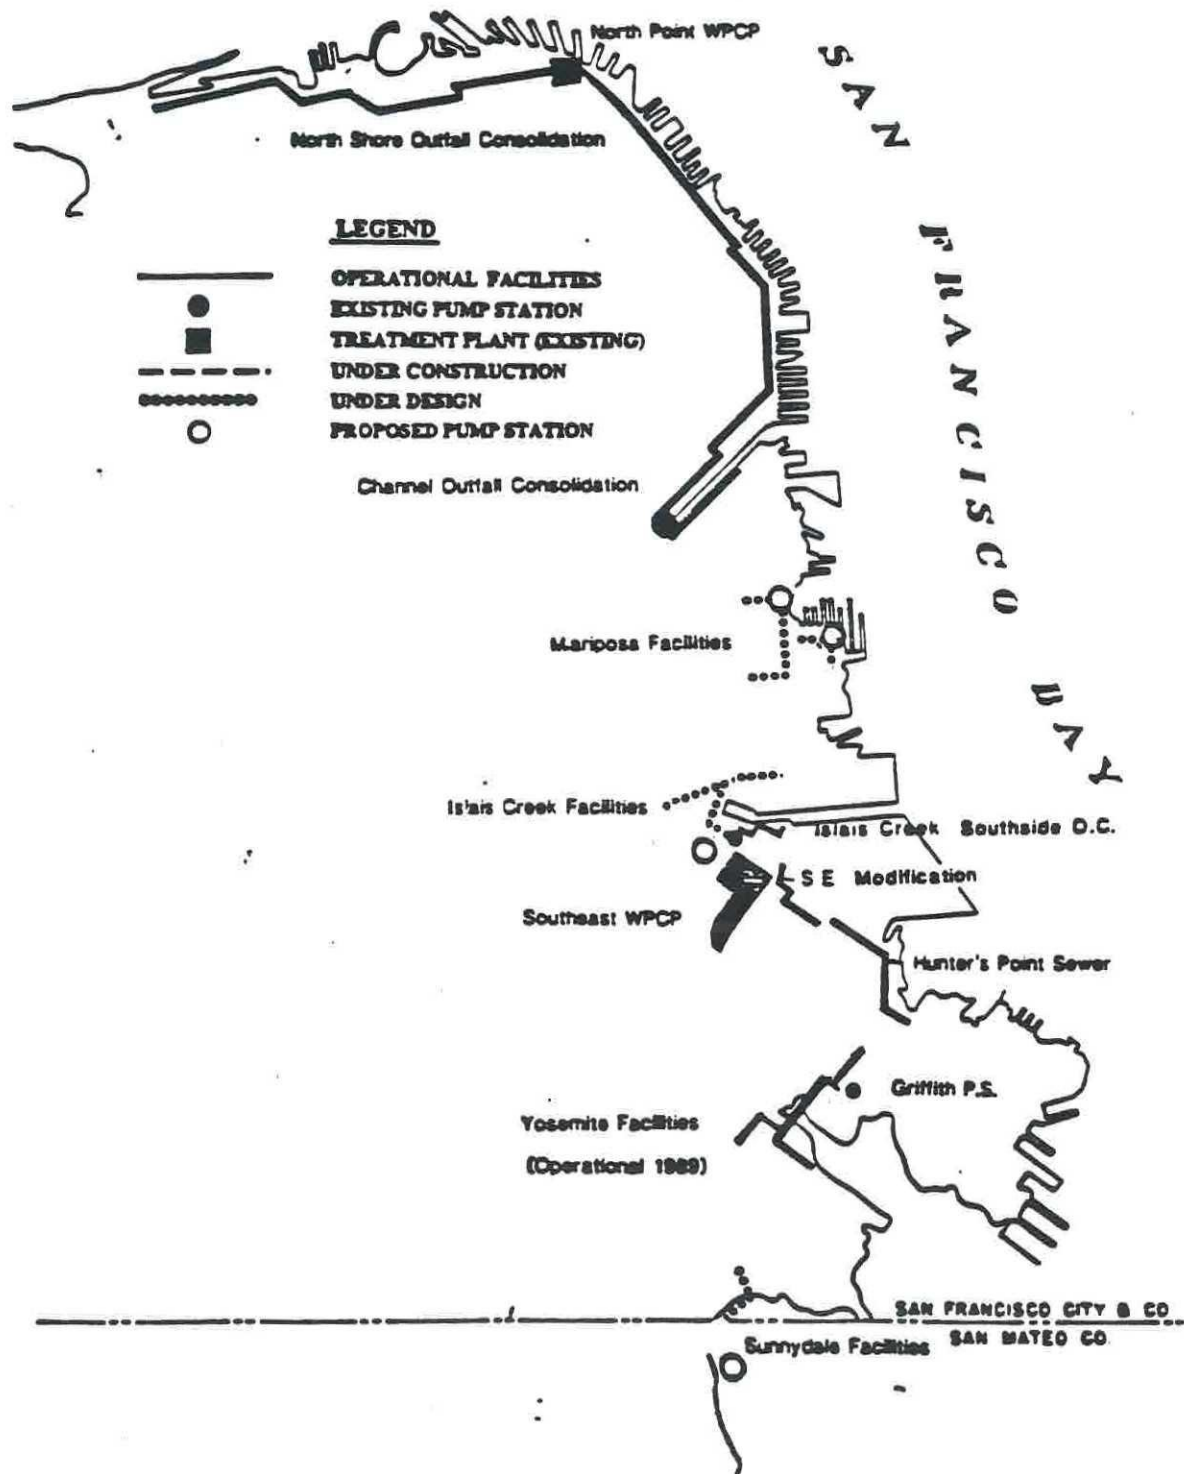 North Point WPCP
SAN FRANCISCO BAY
North Shore Outfall Consolidation
LEGEND
OPERATIONAL FACILITIES
EXISTING PUMP STATION
TREATMENT PLANT (EXISTING)
UNDER CONSTRUCTION
UNDER DESIGN
PROPOSED PUMP STATION
Channel Outfall Consolidation
Mariposa Facilities
Islais Creek Facilities
Islais Creek Southside O.C.
S E Modification
Southeast WPCP
Hunter's Point Sewer
Griffith P.S.
Yosemite Facilities
(Operational 1989)
SAN FRANCISCO CITY & CO
SAN MATEO CO.
Sunnydale Facilities